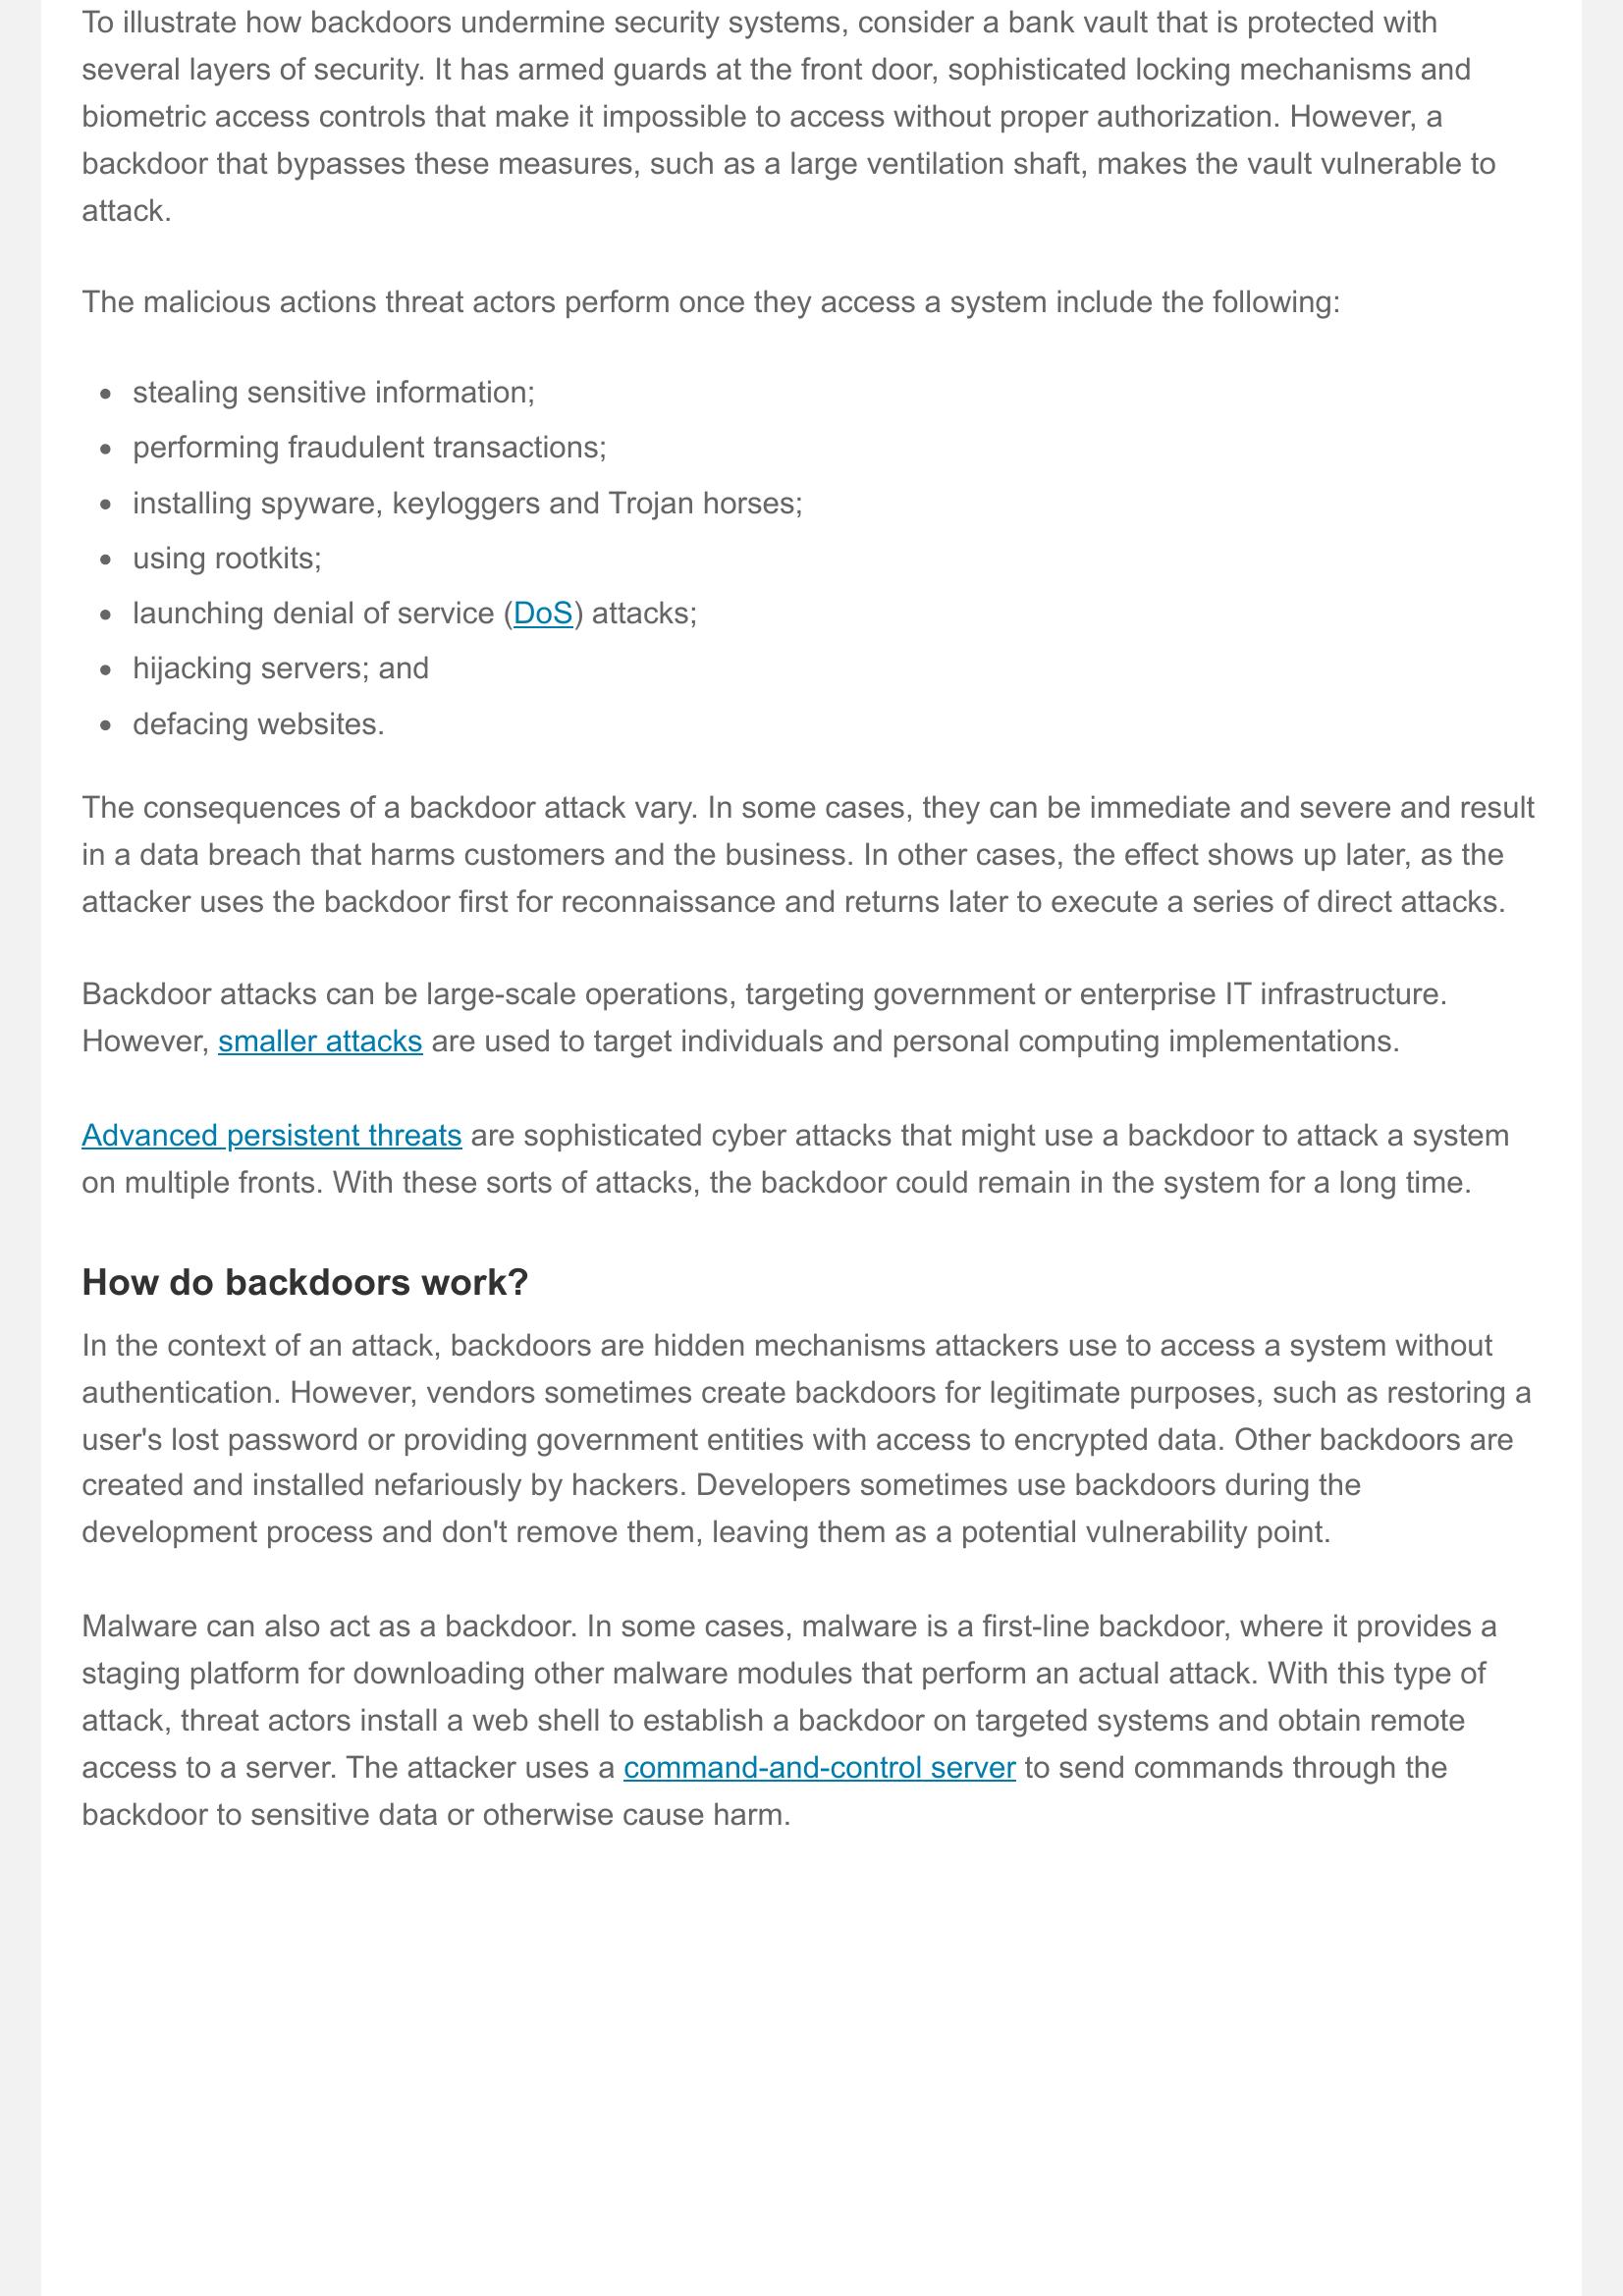 To illustrate how backdoors undermine security systems, consider a bank vault that is protected with
several layers of security. It has armed guards at the front door, sophisticated locking mechanisms and
biometric access controls that make it impossible to access without proper authorization. However, a
backdoor that bypasses these measures, such as a large ventilation shaft, makes the vault vulnerable to
attack.
The malicious actions threat actors perform once they access a system include the following:
• stealing sensitive information;
• performing fraudulent transactions;
• installing spyware, keyloggers and Trojan horses;
• using rootkits;
• launching denial of service (DoS) attacks;
• hijacking servers; and
• defacing websites.
The consequences of a backdoor attack vary. In some cases, they can be immediate and severe and result
in a data breach that harms customers and the business. In other cases, the effect shows up later, as the
attacker uses the backdoor first for reconnaissance and returns later to execute a series of direct attacks.
Backdoor attacks can be large-scale operations, targeting government or enterprise IT infrastructure.
However, smaller attacks are used to target individuals and personal computing implementations.
Advanced persistent threats are sophisticated cyber attacks that might use a backdoor to attack a system
on multiple fronts. With these sorts of attacks, the backdoor could remain in the system for a long time.
How do backdoors work?
In the context of an attack, backdoors are hidden mechanisms attackers use to access a system without
authentication. However, vendors sometimes create backdoors for legitimate purposes, such as restoring a
user's lost password or providing government entities with access to encrypted data. Other backdoors are
created and installed nefariously by hackers. Developers sometimes use backdoors during the
development process and don't remove them, leaving them as a potential vulnerability point.
Malware can also act as a backdoor. In some cases, malware is a first-line backdoor, where it provides a
staging platform for downloading other malware modules that perform an actual attack. With this type of
attack, threat actors install a web shell to establish a backdoor on targeted systems and obtain remote
access to a server. The attacker uses a command-and-control server to send commands through the
backdoor to sensitive data or otherwise cause harm.